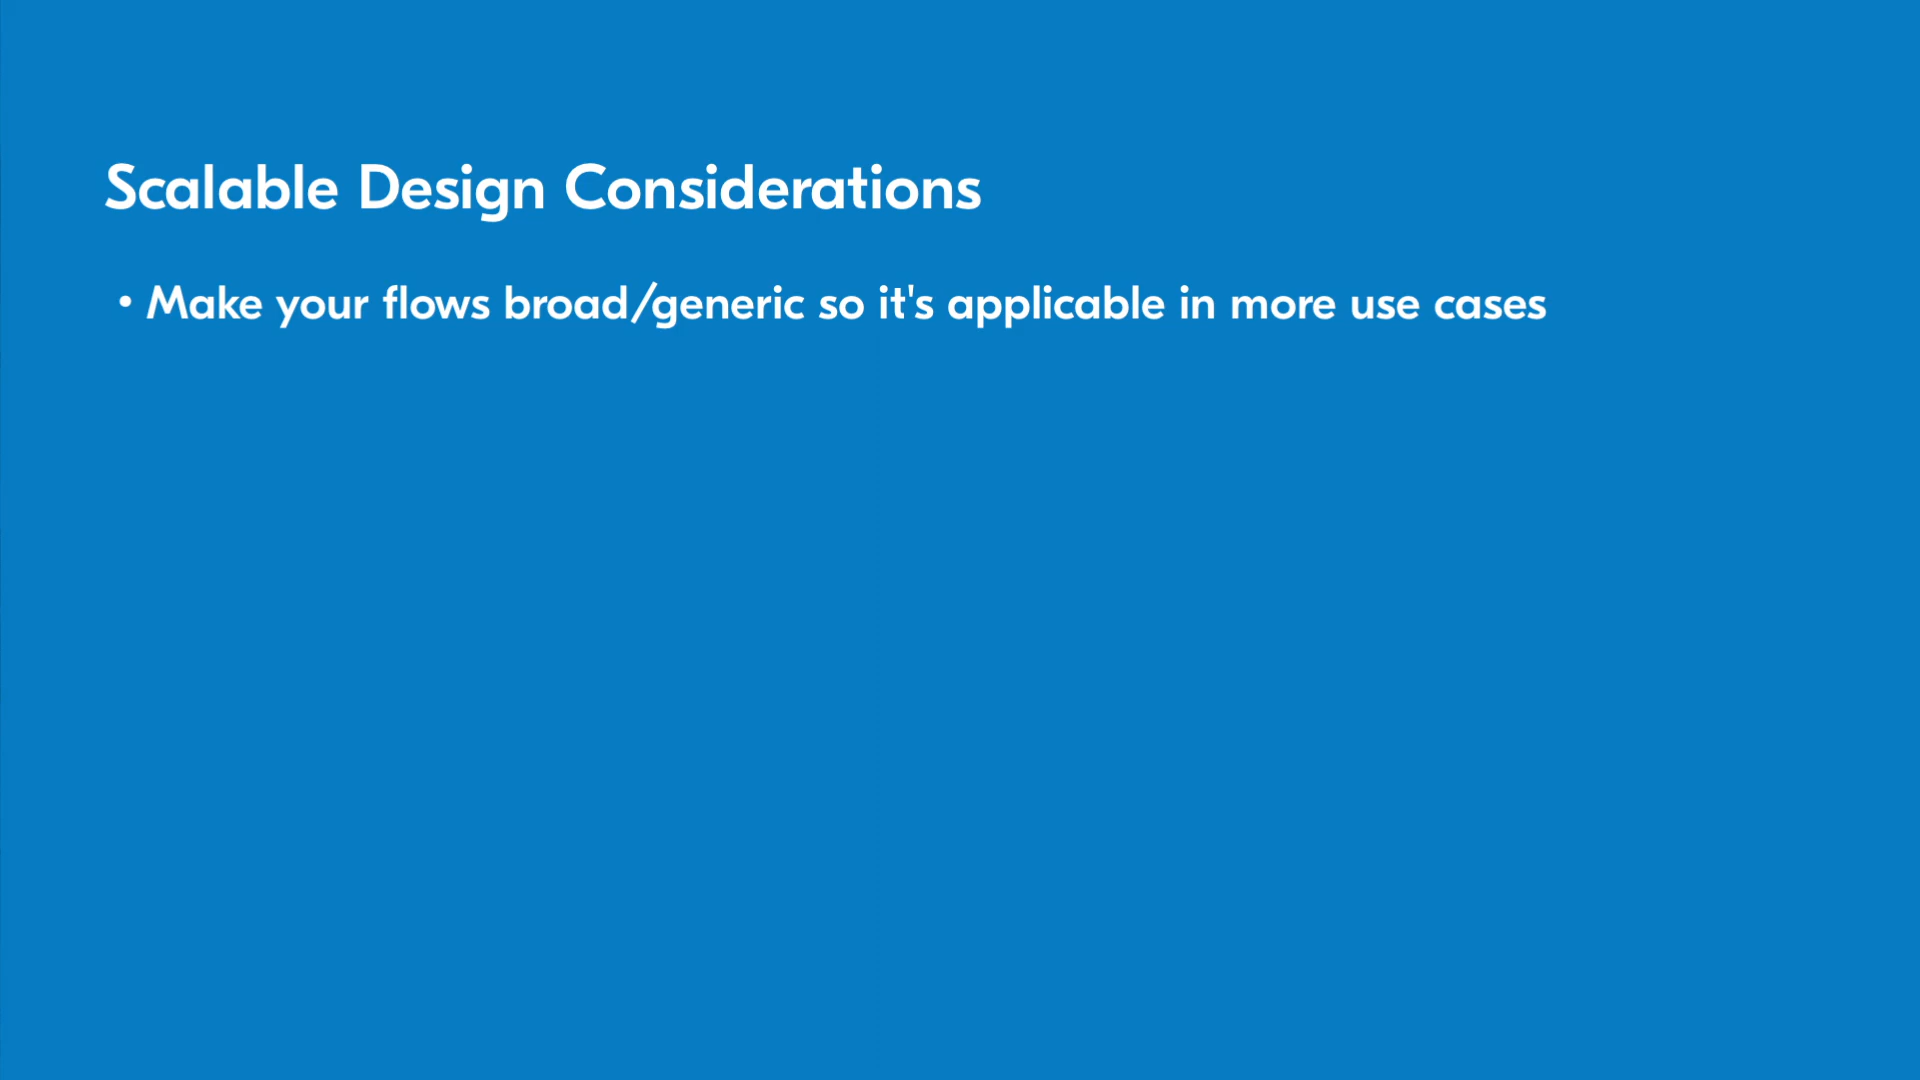 Scalable Design Considerations
• Make your flows broad/generic so it's applicable in more use cases